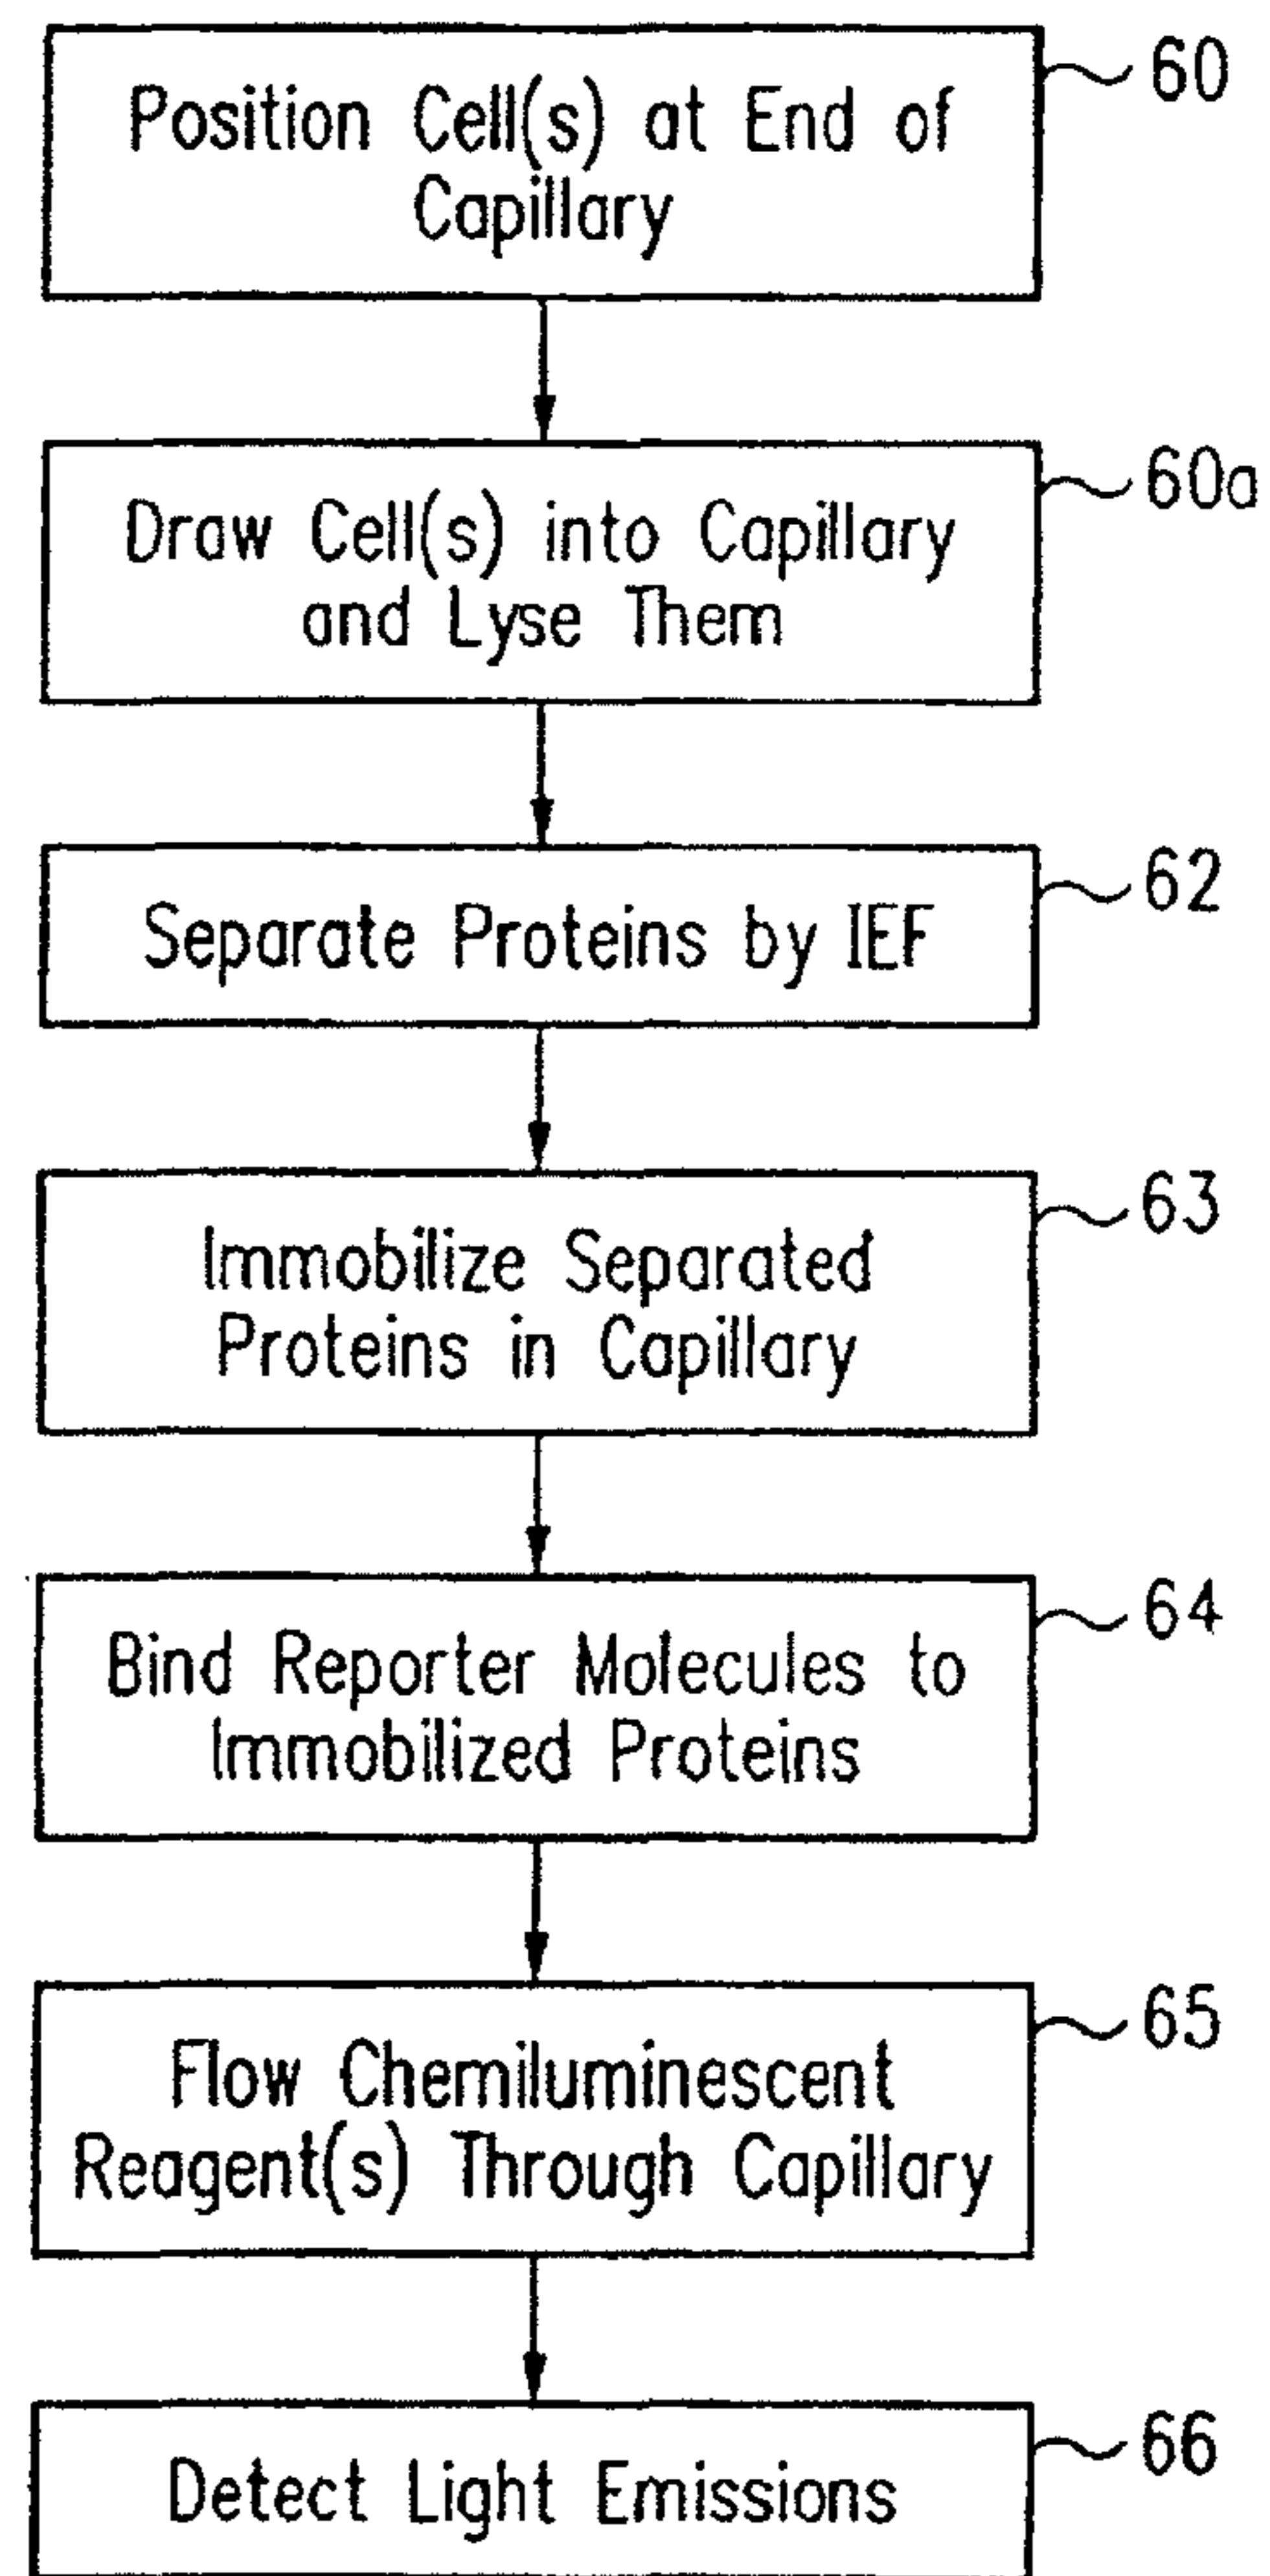 Position Cell(s) at End of
Capillary
60
Draw Cell(s) into Capillary
and Lyse Them
60a
Separate Proteins by IEF
62
Immobilize Separated
Proteins in Capillary
63
Bind Reporter Molecules to
Immobilized Proteins
64
Flow Chemiluminescent
Reagent(s) Through Capillary
65
Detect Light Emissions
66